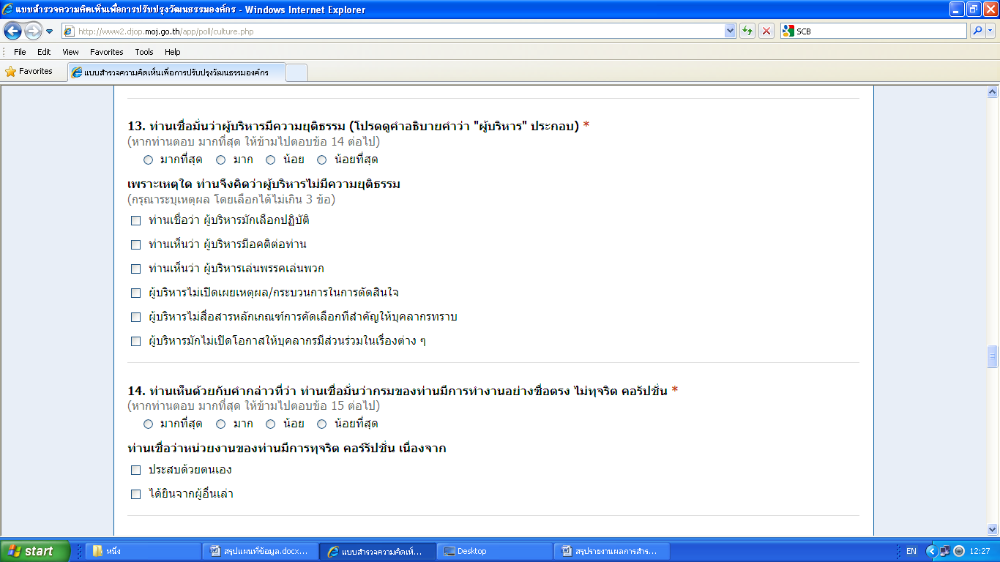 แบบสำรวจความคิดเห็นเพื่อการปรับปรุงวัฒนธรรมองค์กร - Windows Internet Explorer
http://www2.djop.moj.go.th/app/poll/culture.php
SCB
File Edit View Favorites Tools Help
Favorites แบบสำรวจความคิดเห็นเพื่อการปรับปรุงวัฒนธรรมองค์กร
13. ท่านเชื่อมั่นว่าผู้บริหารมีความยุติธรรม (โปรดดูคำอธิบายคำว่า "ผู้บริหาร" ประกอบ) *
(หากท่านตอบ มากที่สุด ให้ข้ามไปตอบข้อ 14 ต่อไป)
มากที่สุด มาก น้อย น้อยที่สุด
เพราะเหตุใด ท่านจึงคิดว่าผู้บริหารไม่มีความยุติธรรม
(กรุณาระบุเหตุผล โดยเลือกได้ไม่เกิน 3 ข้อ)
ท่านเชื่อว่า ผู้บริหารมักเลือกปฏิบัติ
ท่านเห็นว่า ผู้บริหารมีอคติต่อท่าน
ท่านเห็นว่า ผู้บริหารเล่นพรรคเล่นพวก
ผู้บริหารไม่เปิดเผยเหตุผล/กระบวนการในการตัดสินใจ
ผู้บริหารไม่สื่อสารหลักเกณฑ์การคัดเลือกที่สำคัญให้บุคลากรทราบ
ผู้บริหารมักไม่เปิดโอกาสให้บุคลากรมีส่วนร่วมในเรื่องต่าง ๆ
14. ท่านเห็นด้วยกับคำกล่าวที่ว่า ท่านเชื่อมั่นว่ากรมของท่านมีการทำงานอย่างซื่อตรง ไม่ทุจริต คอรัปชั่น *
(หากท่านตอบ มากที่สุด ให้ข้ามไปตอบข้อ 15 ต่อไป)
มากที่สุด มาก น้อย น้อยที่สุด
ท่านเชื่อว่าหน่วยงานของท่านมีการทุจริต คอร์รัปชั่น เนื่องจาก
ประสบด้วยตนเอง
ได้ยินจากผู้อื่นเล่า
start หนึ่ง สรุปแผนที่ข้อมูล.docx... แบบสำรวจความคิดเห็... Desktop สรุปรายงานผลการสำร... EN 12:27